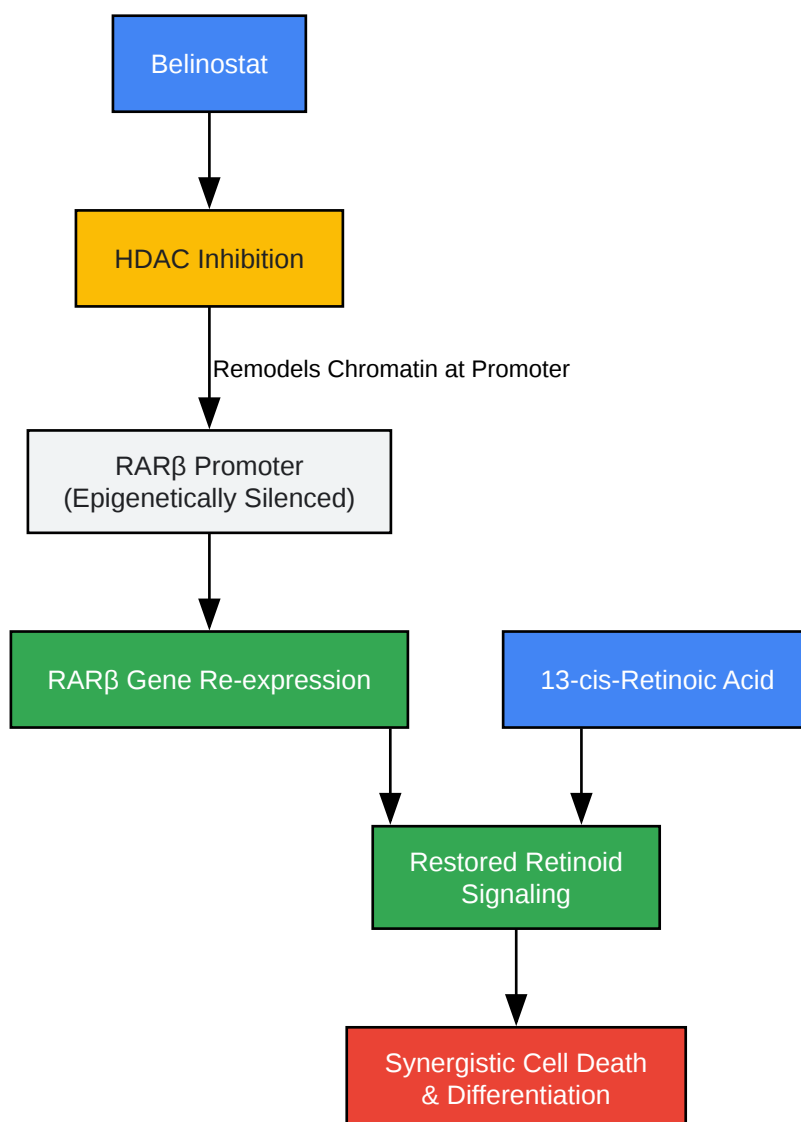 Belinostat
HDAC Inhibition
Remodels Chromatin at Promoter
RARβ Promoter
(Epigenetically Silenced)
RARβ Gene Re-expression
13-cis-Retinoic Acid
Restored Retinoid
Signaling
Synergistic Cell Death
& Differentiation